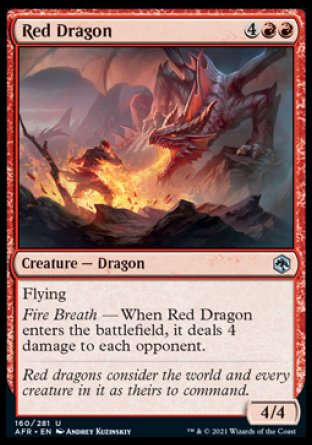 Red Dragon 4
Creature — Dragon
Flying
Fire Breath — When Red Dragon
enters the battlefield, it deals 4
damage to each opponent.
Red dragons consider the world and every
creature in it as theirs to command.
4/4
160/281 U
AFR • EN Andrey Kuzinskiy ™ & © 2021 Wizards of the Coast